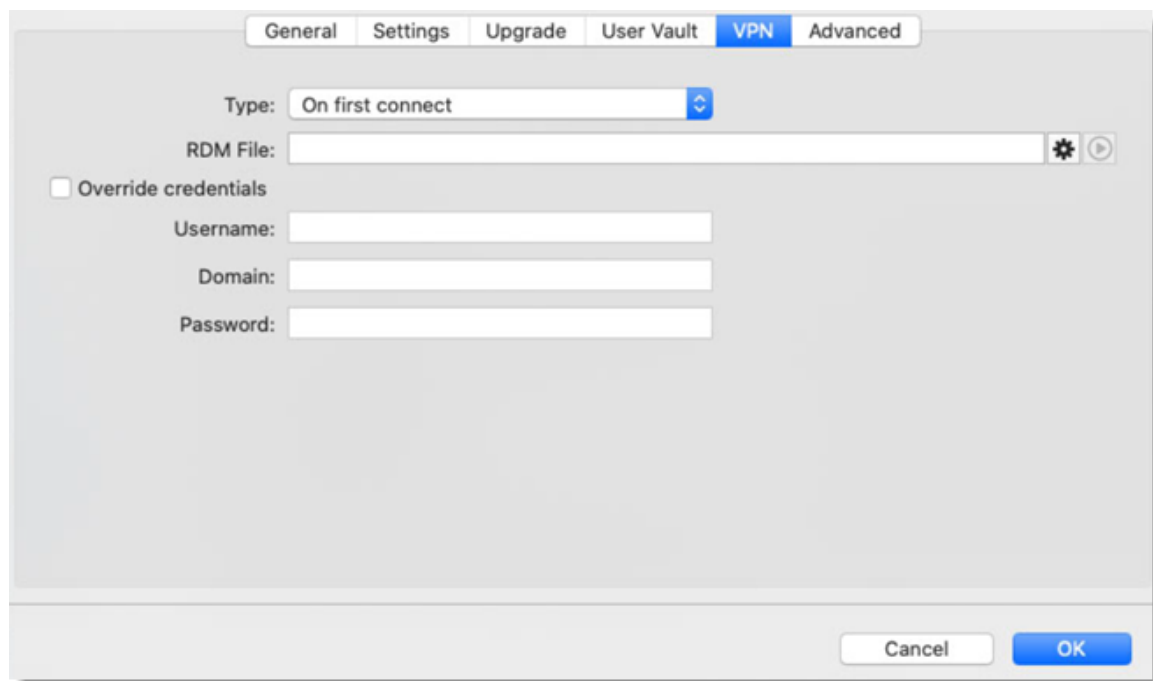 General Settings Upgrade User Vault VPN Advanced
Type: On first connect
RDM File:
Override credentials
Username:
Domain:
Password:
Cancel OK